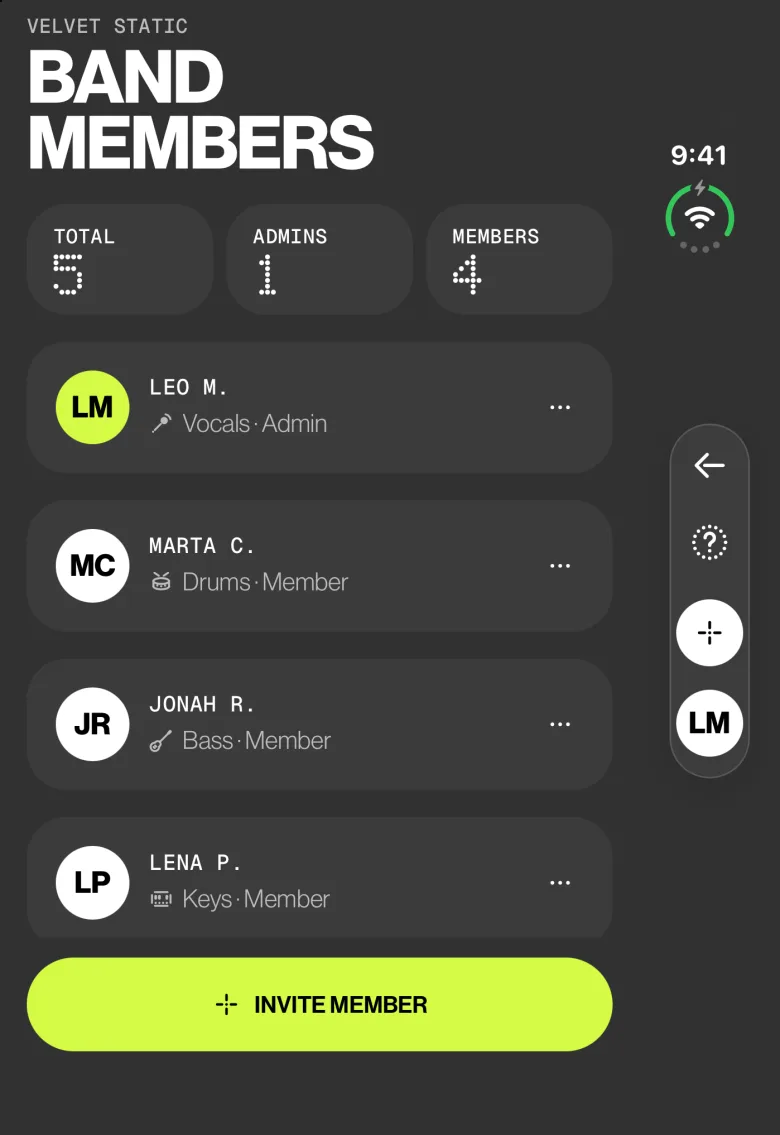 VELVET STATIC
BAND
MEMBERS
9:41
TOTAL
5
ADMINS
1
MEMBERS
4
LM
LEO M.
Vocals · Admin
MC
MARTA C.
Drums · Member
JR
JONAH R.
Bass · Member
LP
LENA P.
Keys · Member
?
LM
INVITE MEMBER